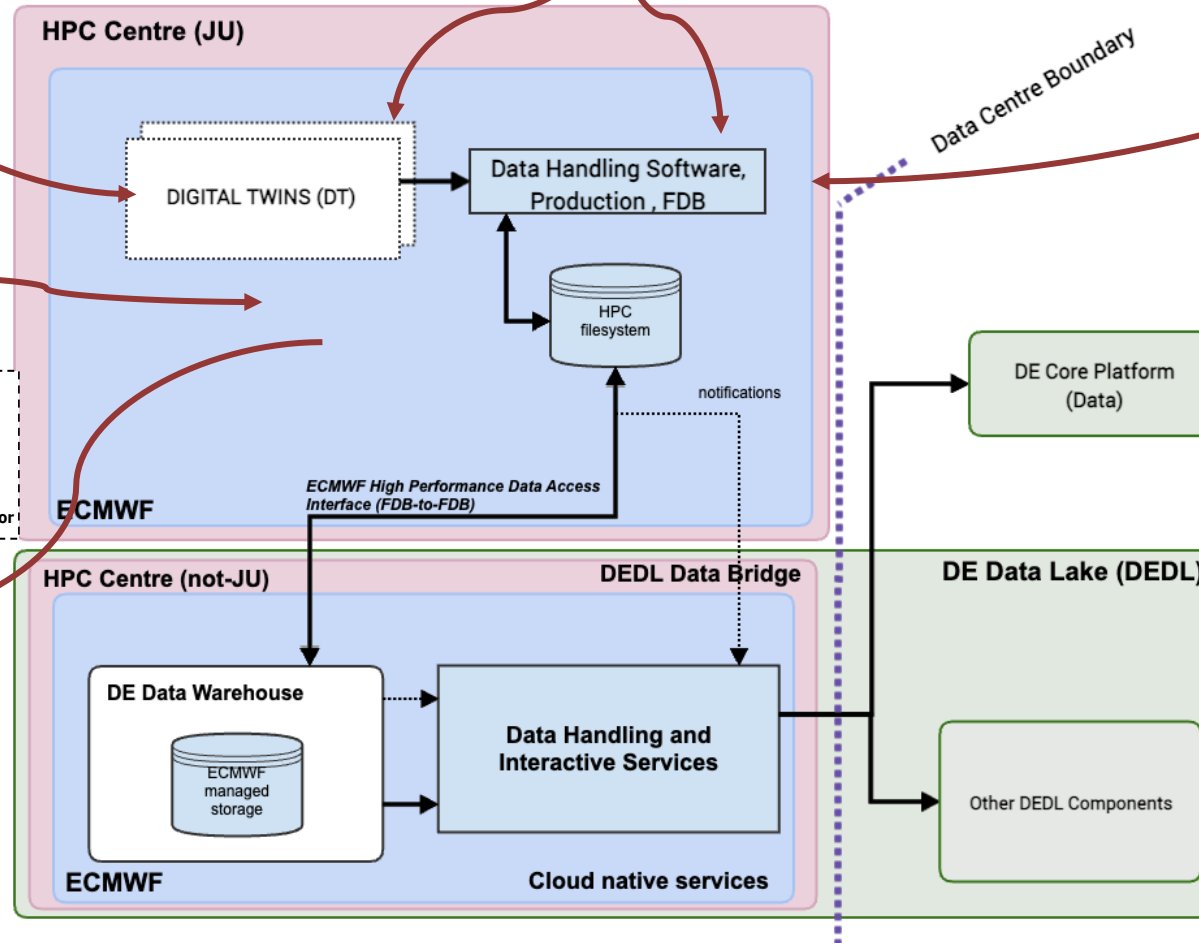 HPC Centre (JU)
Data Centre Boundary
DIGITAL TWINS (DT)
Data Handling Software,
Production , FDB
HPC
filesystem
notifications
DE Core Platform
(Data)
ECMWF High Performance Data Access
Interface (FDB-to-FDB)
ECMWF
or
HPC Centre (not-JU)
DEDL Data Bridge
DE Data Lake (DEDL)
DE Data Warehouse
ECMWF
managed
storage
Data Handling and
Interactive Services
Other DEDL Components
ECMWF
Cloud native services